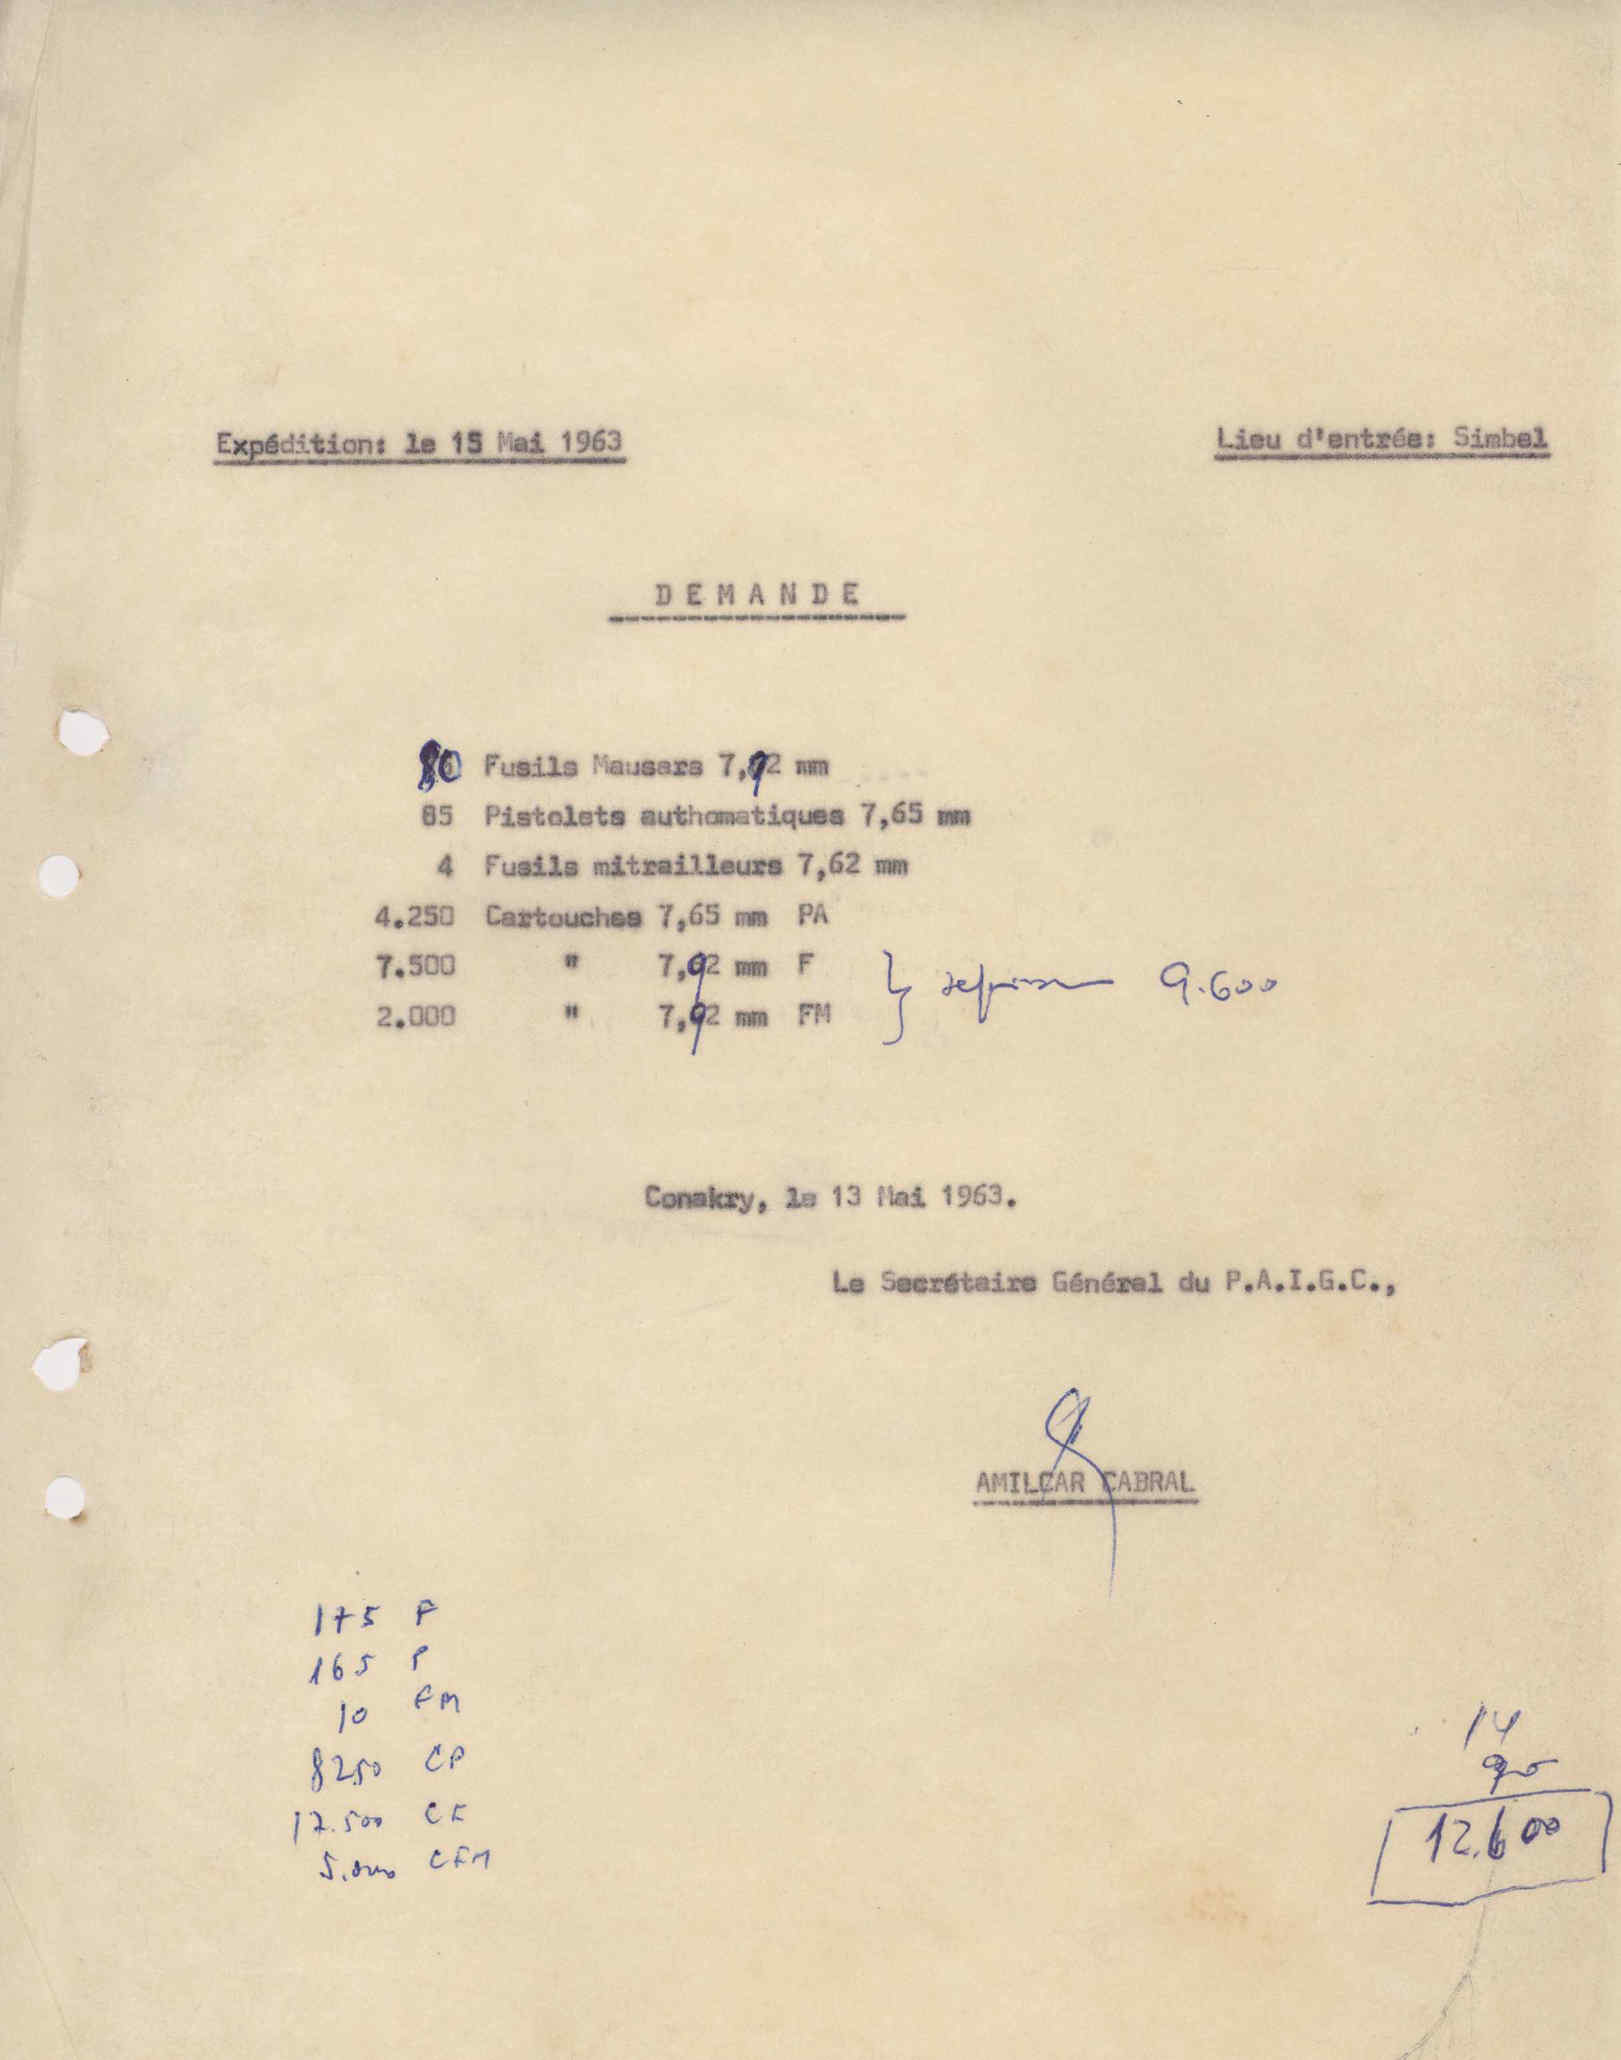 Expédition: le 15 Mai 1963
Lieu d'entrée: Simbel
DEMANDE
80 Fusils Mausers 7,92 mm
85 Pistolets authomatiques 7,65 mm
4 Fusils mitrailleurs 7,62 mm
4.250 Cartouches 7,65 mm PA
7.500 " 7,92 mm F
2.000 " 7,92 mm FM
9.600
Conakry, le 13 Mai 1963.
Le Secrétaire Général du P.A.I.G.C.,
AMILCAR CABRAL
175 F
165 P
10 FM
8250 CP
17.500 CF
5.000 CFM
14
900
12.600